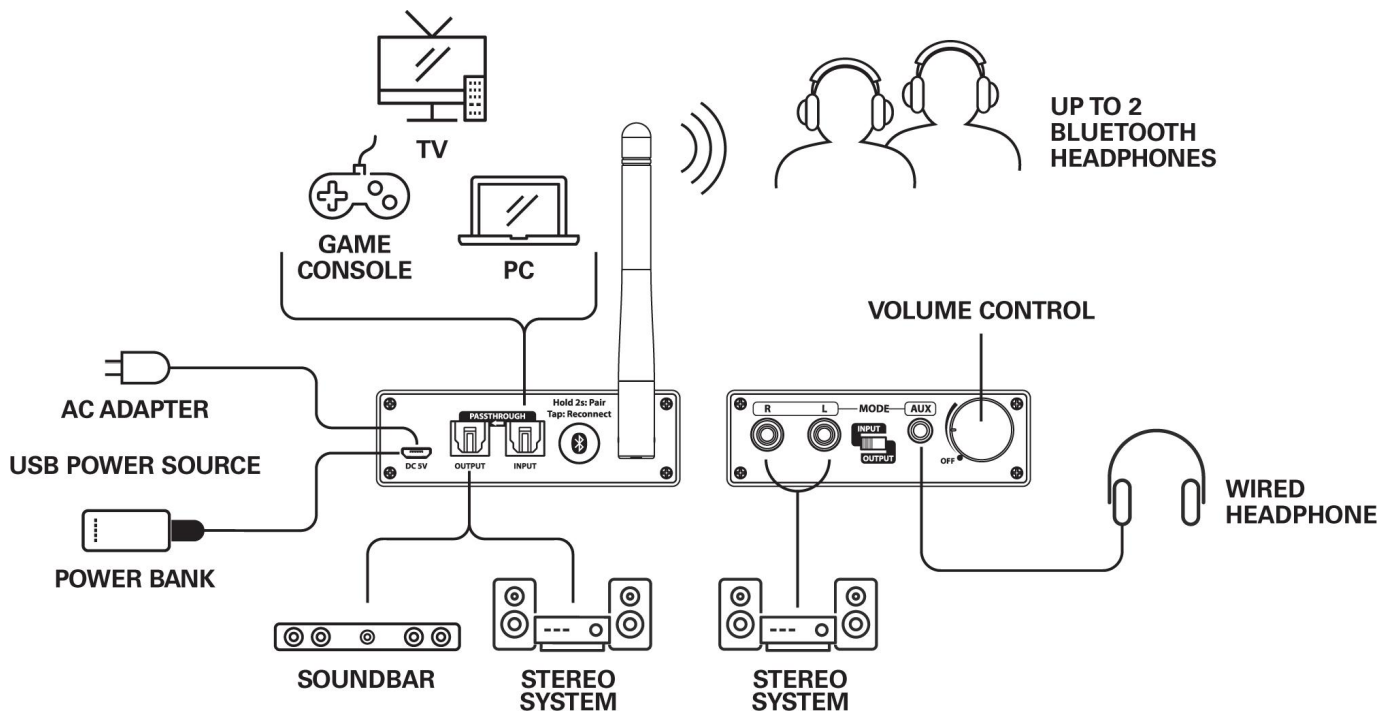 TV
GAME
CONSOLE
PC
UP TO 2
BLUETOOTH
HEADPHONES
VOLUME CONTROL
AC ADAPTER
USB POWER SOURCE
POWER BANK
Hold 2s: Pair
Tap: Reconnect
PASSTHROUGH
DC 5V
OUTPUT
INPUT
R
L
MODE
AUX
INPUT
OUTPUT
OFF
WIRED
HEADPHONE
SOUNDBAR
STEREO
SYSTEM
STEREO
SYSTEM